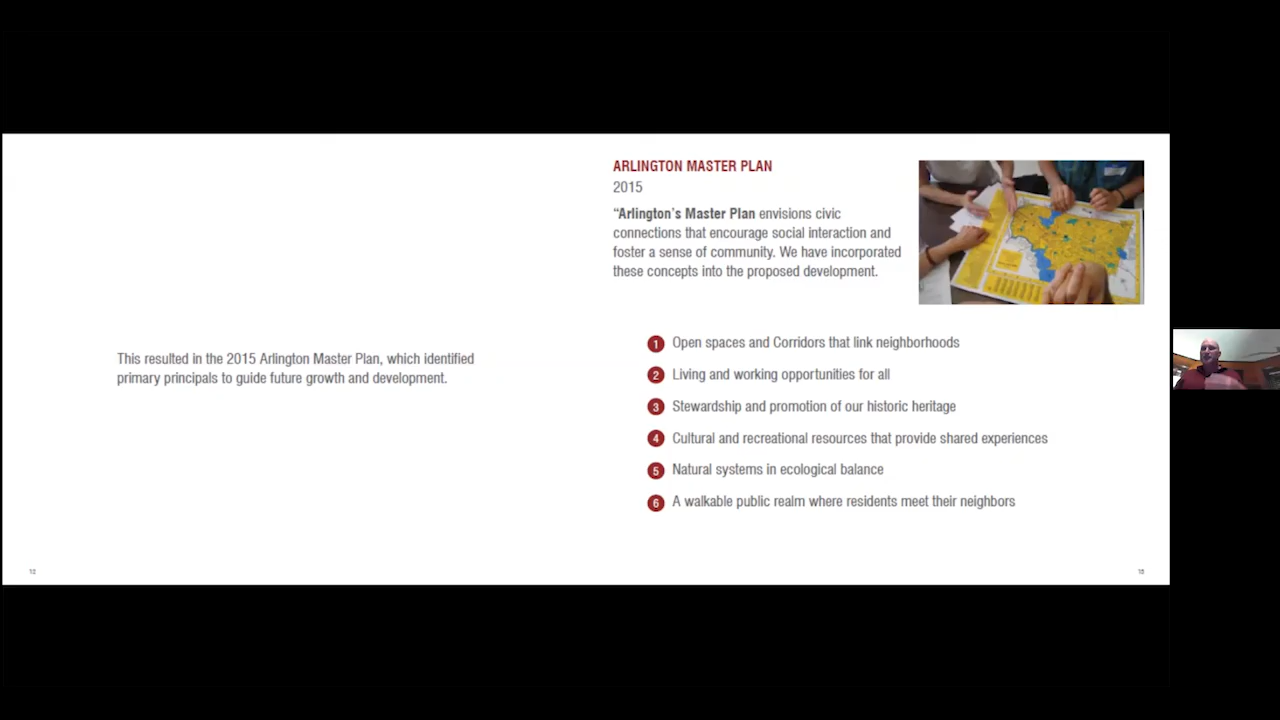 This resulted in the 2015 Arlington Master Plan, which identified
primary principals to guide future growth and development.
12
ARLINGTON MASTER PLAN
2015
“Arlington’s Master Plan envisions civic
connections that encourage social interaction and
foster a sense of community. We have incorporated
these concepts into the proposed development.
1 Open spaces and Corridors that link neighborhoods
2 Living and working opportunities for all
3 Stewardship and promotion of our historic heritage
4 Cultural and recreational resources that provide shared experiences
5 Natural systems in ecological balance
6 A walkable public realm where residents meet their neighbors